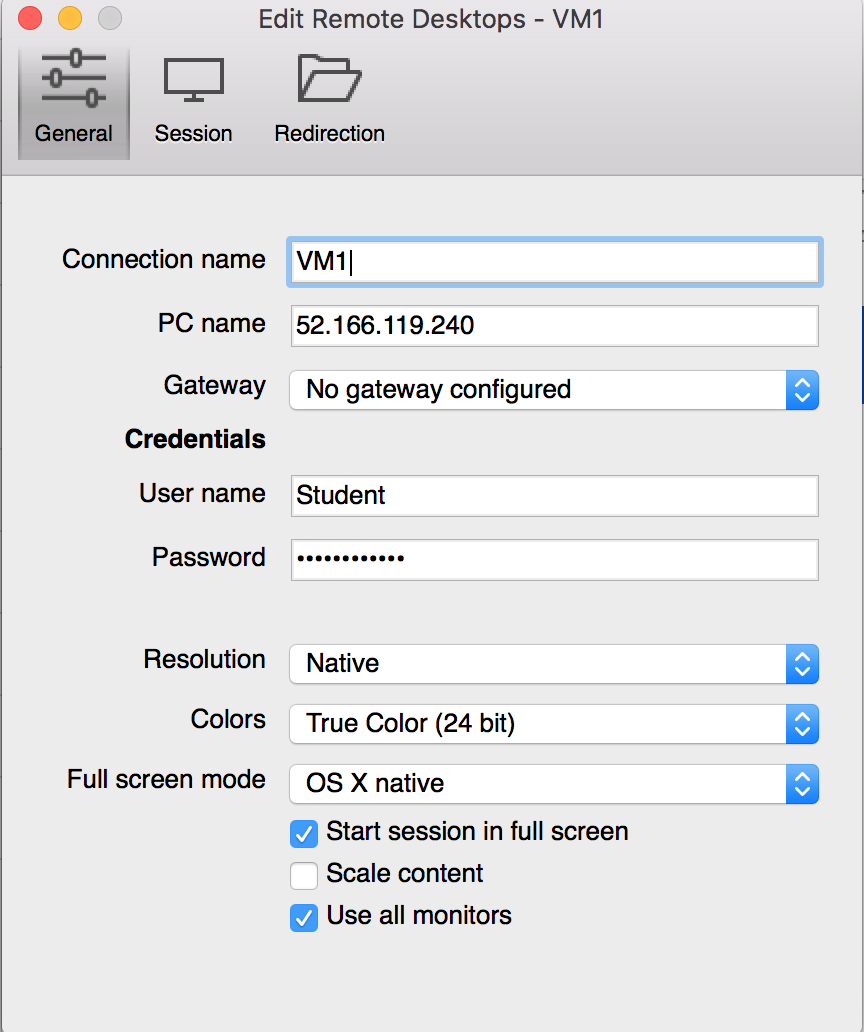 Edit Remote Desktops - VM1
General Session Redirection
Connection name VM1
PC name 52.166.119.240
Gateway No gateway configured
Credentials
User name Student
Password ••••••••••••
Resolution Native
Colors True Color (24 bit)
Full screen mode OS X native
Start session in full screen
Scale content
Use all monitors